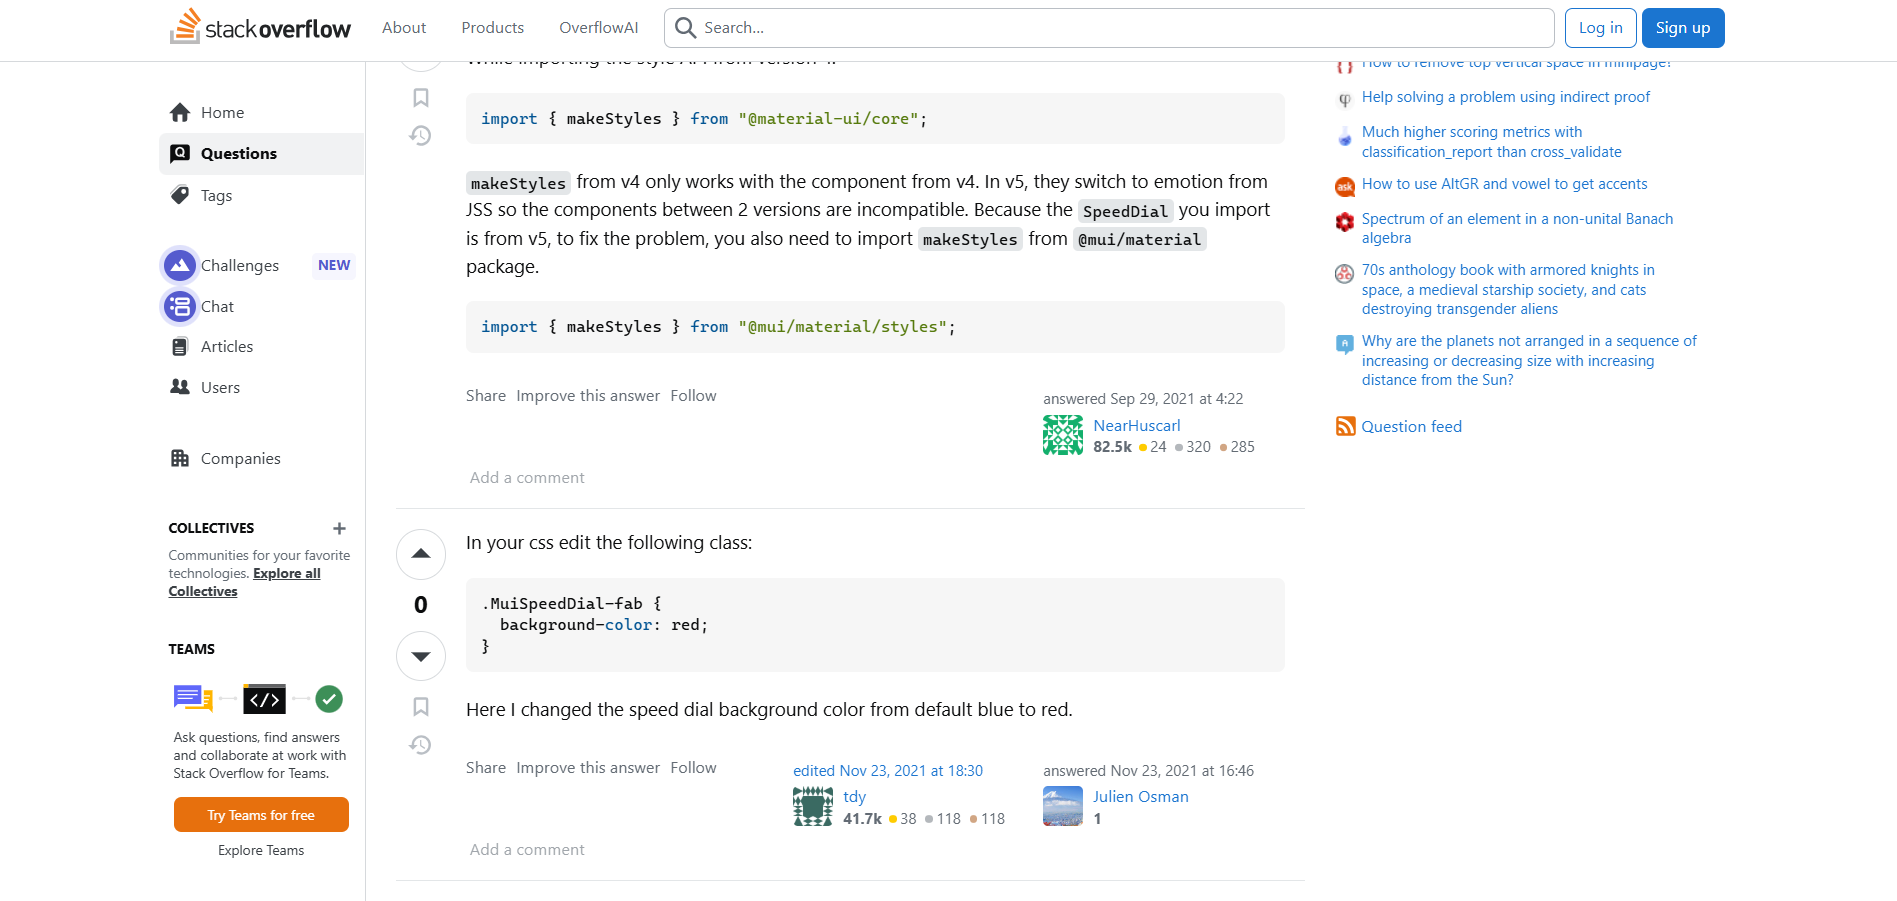 stackoverflow
About
Products
OverflowAI
Search...
Log in
Sign up
Home
Questions
Tags
Challenges NEW
Chat
Articles
Users
Companies
COLLECTIVES
Communities for your favorite
technologies. Explore all
Collectives
TEAMS
</>
Ask questions, find answers
and collaborate at work with
Stack Overflow for Teams.
Try Teams for free
Explore Teams
While importing the style API from version 4.
import { makeStyles } from "@material-ui/core";
makeStyles from v4 only works with the component from v4. In v5, they switch to emotion from
JSS so the components between 2 versions are incompatible. Because the SpeedDial you import
is from v5, to fix the problem, you also need to import makeStyles from @mui/material
package.
import { makeStyles } from "@mui/material/styles";
Share Improve this answer Follow
answered Sep 29, 2021 at 4:22
NearHuscarl
82.5k 24 320 285
Add a comment
0
In your css edit the following class:
.MuiSpeedDial-fab {
background-color: red;
}
Here I changed the speed dial background color from default blue to red.
Share Improve this answer Follow
edited Nov 23, 2021 at 18:30
tdy
41.7k 38 118 118
answered Nov 23, 2021 at 16:46
Julien Osman
1
Add a comment
How to remove top vertical space in minipage?
Help solving a problem using indirect proof
Much higher scoring metrics with
classification_report than cross_validate
ask
How to use AltGR and vowel to get accents
Spectrum of an element in a non-unital Banach
algebra
70s anthology book with armored knights in
space, a medieval starship society, and cats
destroying transgender aliens
Why are the planets not arranged in a sequence of
increasing or decreasing size with increasing
distance from the Sun?
Question feed